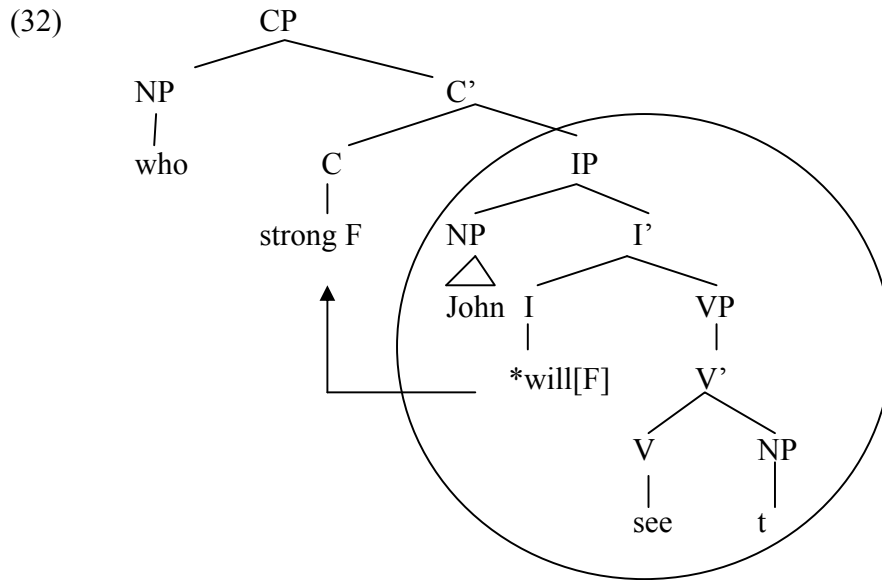 (32) CP
NP C’
who C IP
strong F NP I’
John I VP
*will[F] V’
V NP
see t